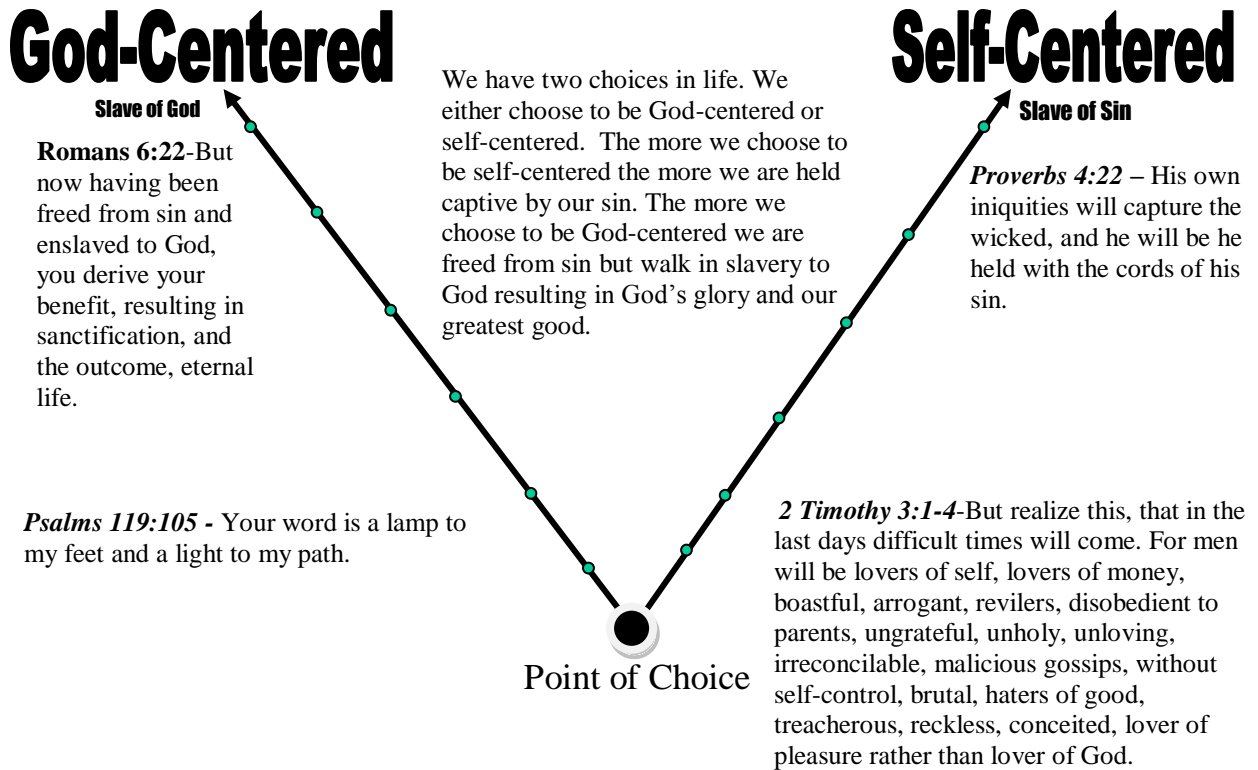 God-Centered
Slave of God
Romans 6:22-But
now having been
freed from sin and
enslaved to God,
you derive your
benefit, resulting in
sanctification, and
the outcome, eternal
life.
Psalms 119:105 - Your word is a lamp to
my feet and a light to my path.
We have two choices in life. We
either choose to be God-centered or
self-centered.  The more we choose to
be self-centered the more we are held
captive by our sin. The more we
choose to be God-centered we are
freed from sin but walk in slavery to
God resulting in God’s glory and our
greatest good.
Self-Centered
Slave of Sin
Proverbs 4:22 – His own
iniquities will capture the
wicked, and he will be he
held with the cords of his
sin.
2 Timothy 3:1-4-But realize this, that in the
last days difficult times will come. For men
will be lovers of self, lovers of money,
boastful, arrogant, revilers, disobedient to
parents, ungrateful, unholy, unloving,
irreconcilable, malicious gossips, without
self-control, brutal, haters of good,
treacherous, reckless, conceited, lover of
pleasure rather than lover of God.
Point of Choice